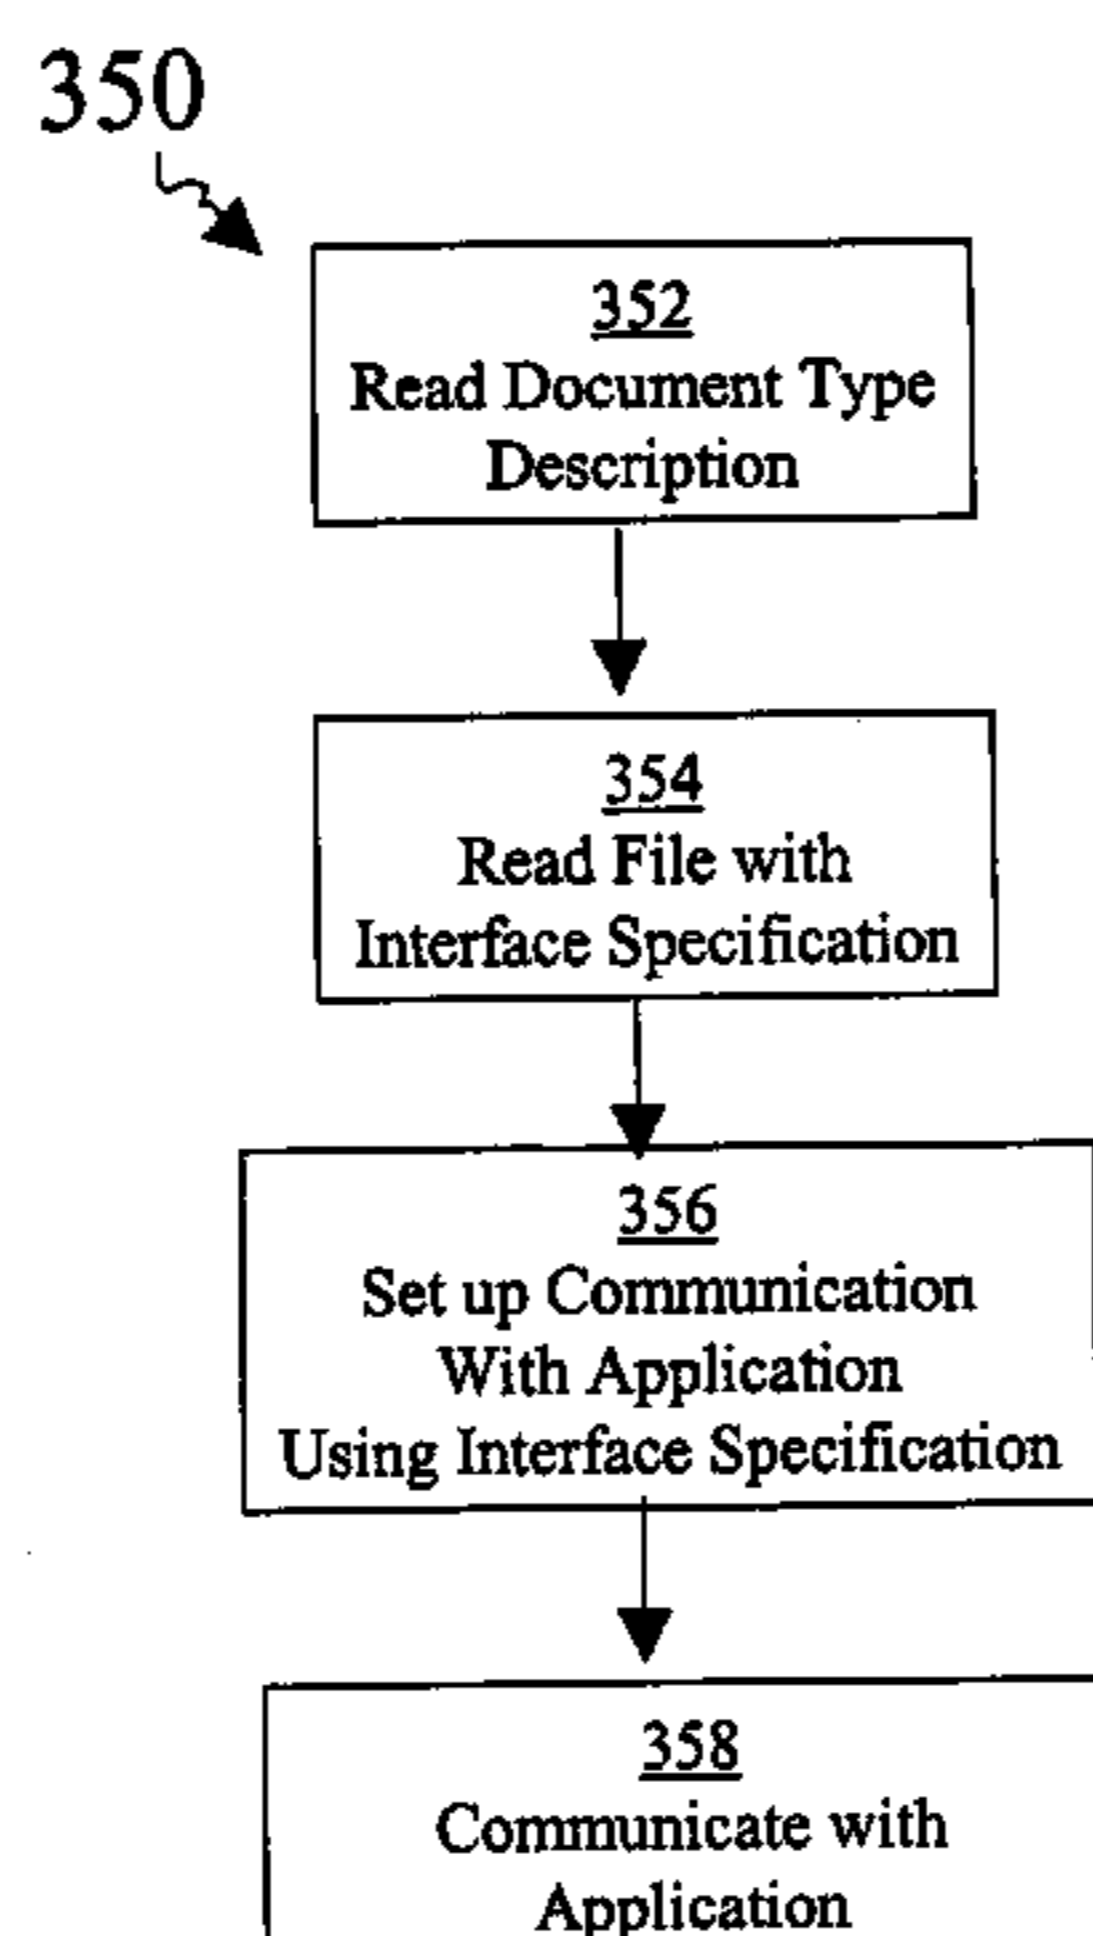 350
352
Read Document Type
Description
354
Read File with
Interface Specification
356
Set up Communication
With Application
Using Interface Specification
358
Communicate with
Application